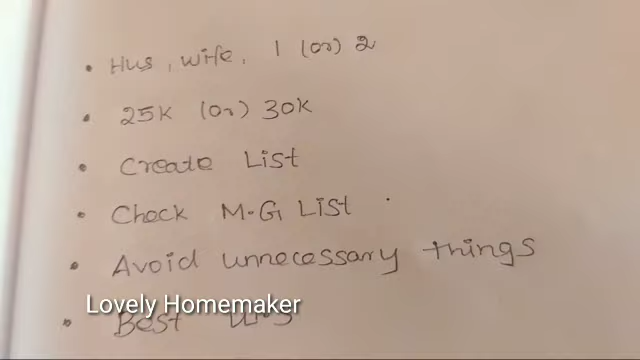 • Hus, wife, 1 (or) 2
• 25K (or) 30K
• Create List
• Check M.G List
• Avoid unnecessary things
Lovely Homemaker
• Best